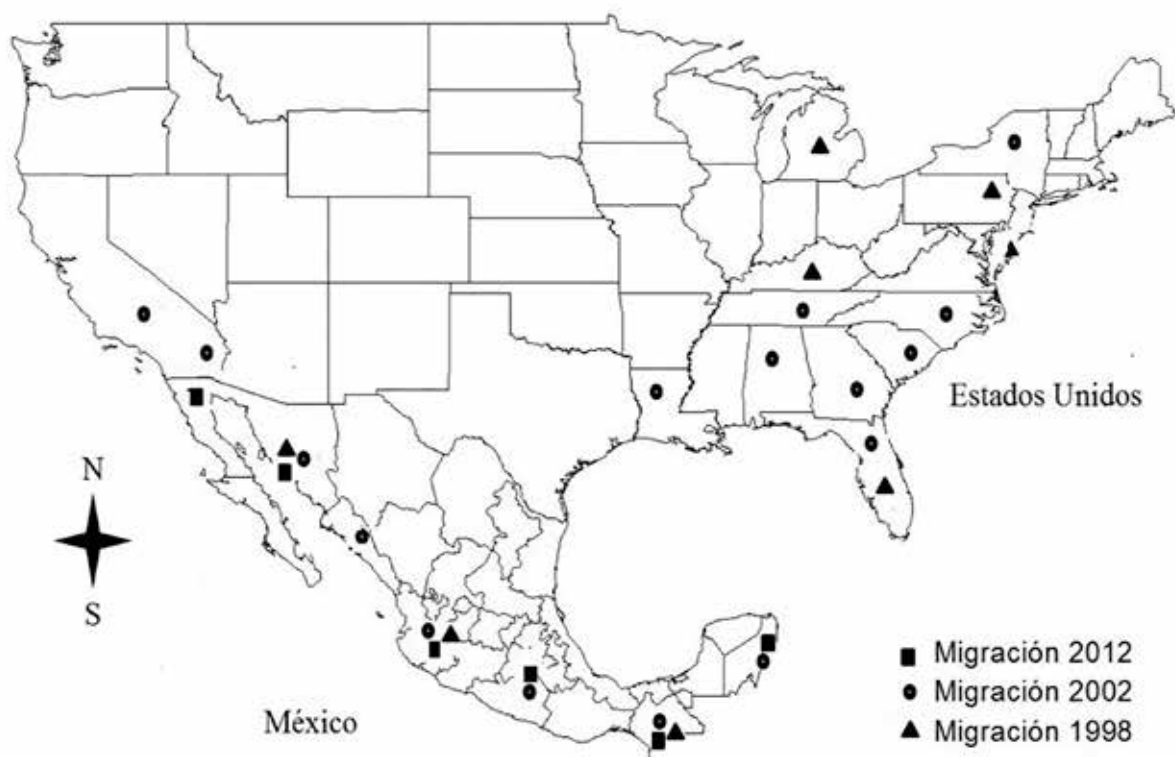 Estados Unidos
N
S
México
Migración 2012
Migración 2002
Migración 1998